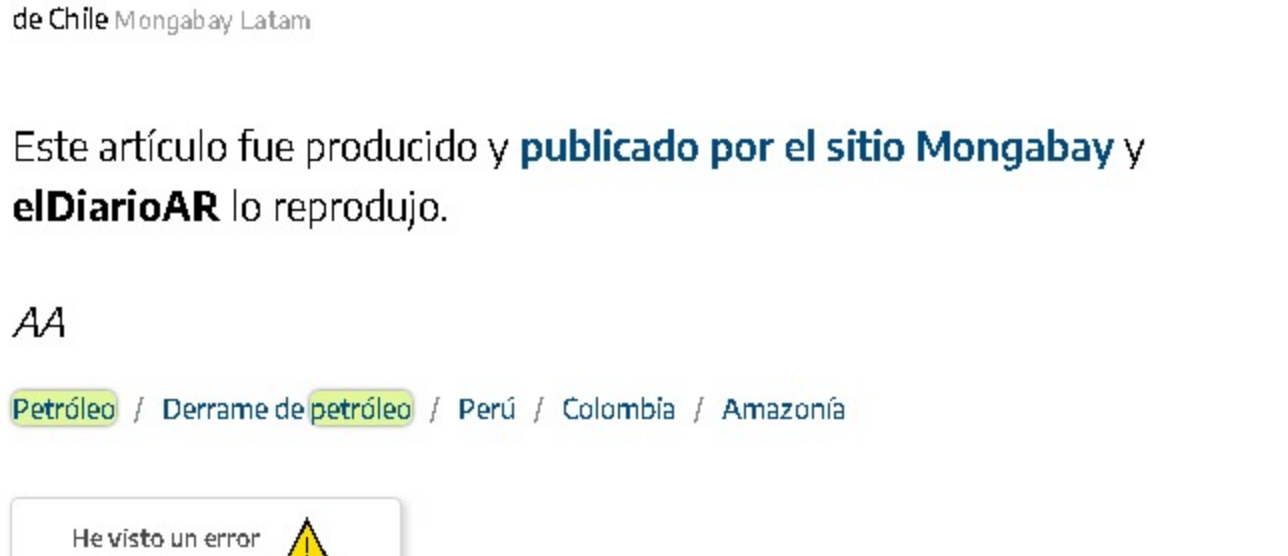 de Chile Mongabay Latam
Este artículo fue producido y publicado por el sitio Mongabay y
elDiarioAR lo reprodujo.
AA
Petróleo / Derrame de petróleo / Perú / Colombia / Amazonía
He visto un error